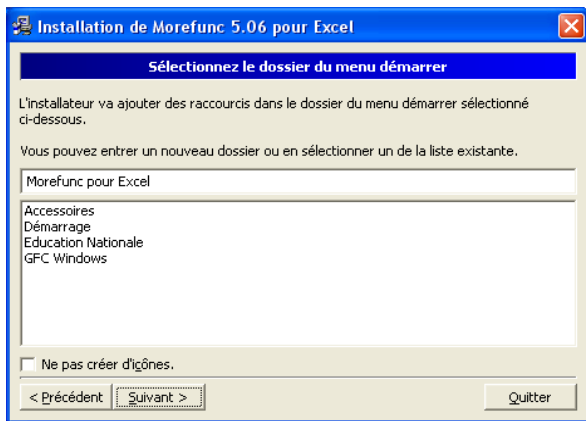 Installation de Morefunc 5.06 pour Excel
Sélectionnez le dossier du menu démarrer
L'installateur va ajouter des raccourcis dans le dossier du menu démarrer sélectionné
ci-dessous.
Vous pouvez entrer un nouveau dossier ou en sélectionner un de la liste existante.
Morefunc pour Excel
Accessoires
Démarrage
Education Nationale
GFC Windows
Ne pas créer d'icônes.
< Précédent Suivant > Quitter